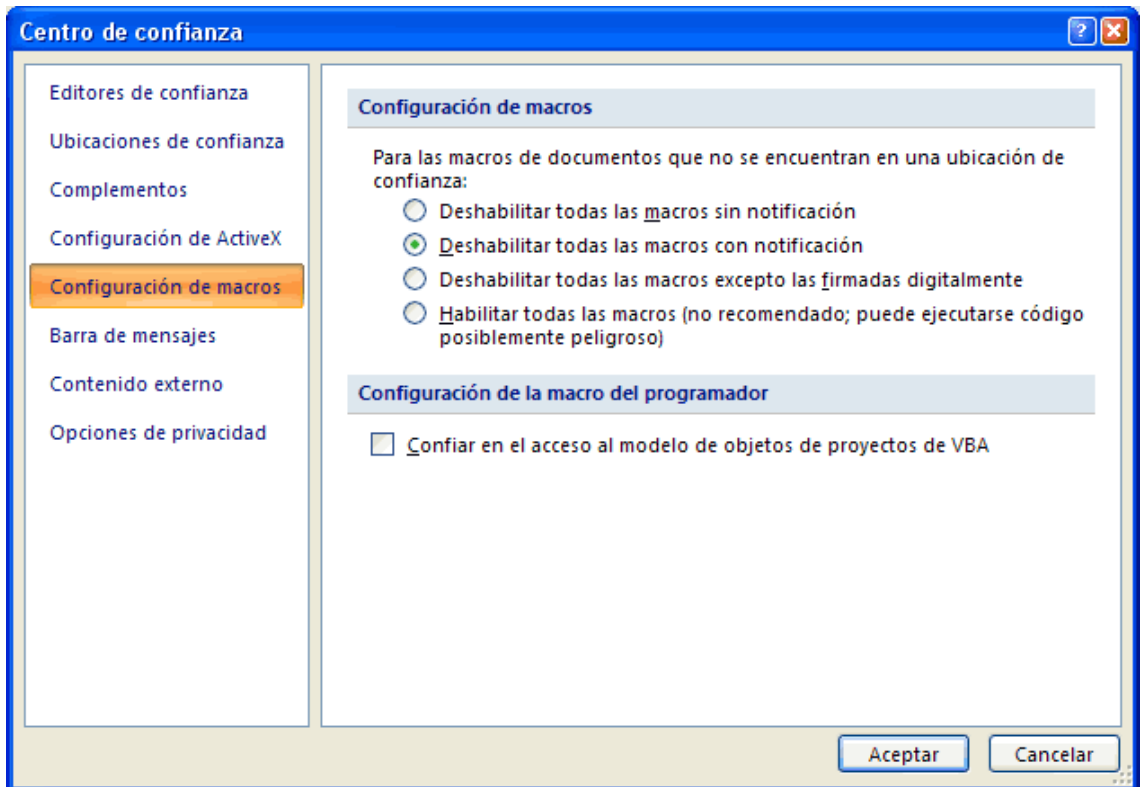 Centro de confianza
Editores de confianza
Ubicaciones de confianza
Complementos
Configuración de ActiveX
Configuración de macros
Barra de mensajes
Contenido externo
Opciones de privacidad
Configuración de macros
Para las macros de documentos que no se encuentran en una ubicación de
confianza:
Deshabilitar todas las macros sin notificación
Deshabilitar todas las macros con notificación
Deshabilitar todas las macros excepto las firmadas digitalmente
Habilitar todas las macros (no recomendado; puede ejecutarse código
posiblemente peligroso)
Configuración de la macro del programador
Confiar en el acceso al modelo de objetos de proyectos de VBA
Aceptar
Cancelar